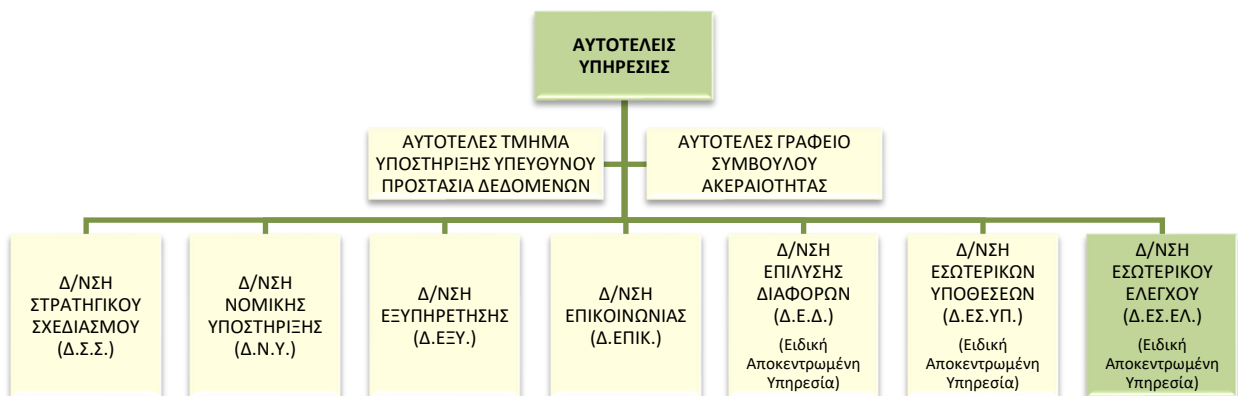 ΑΥΤΟΤΕΛΕΙΣ
ΥΠΗΡΕΣΙΕΣ
ΑΥΤΟΤΕΛΕΣ ΤΜΗΜΑ
ΥΠΟΣΤΗΡΙΞΗΣ ΥΠΕΥΘΥΝΟΥ
ΠΡΟΣΤΑΣΙΑ ΔΕΔΟΜΕΝΩΝ
ΑΥΤΟΤΕΛΕΣ ΓΡΑΦΕΙΟ
ΣΥΜΒΟΥΛΟΥ
ΑΚΕΡΑΙΟΤΗΤΑΣ
Δ/ΝΣΗ
ΣΤΡΑΤΗΓΙΚΟΥ
ΣΧΕΔΙΑΣΜΟΥ
(Δ.Σ.Σ.)
Δ/ΝΣΗ
ΝΟΜΙΚΗΣ
ΥΠΟΣΤΗΡΙΞΗΣ
(Δ.Ν.Υ.)
Δ/ΝΣΗ
ΕΞΥΠΗΡΕΤΗΣΗΣ
(Δ.ΕΞΥ.)
Δ/ΝΣΗ
ΕΠΙΚΟΙΝΩΝΙΑΣ
(Δ.ΕΠΙΚ.)
Δ/ΝΣΗ
ΕΠΙΛΥΣΗΣ
ΔΙΑΦΟΡΩΝ
(Δ.Ε.Δ.)
(Ειδική
Αποκεντρωμένη
Υπηρεσία)
Δ/ΝΣΗ
ΕΣΩΤΕΡΙΚΩΝ
ΥΠΟΘΕΣΕΩΝ
(Δ.ΕΣ.ΥΠ.)
(Ειδική
Αποκεντρωμένη
Υπηρεσία)
Δ/ΝΣΗ
ΕΣΩΤΕΡΙΚΟΥ
ΕΛΕΓΧΟΥ
(Δ.ΕΣ.ΕΛ.)
(Ειδική
Αποκεντρωμένη
Υπηρεσία)